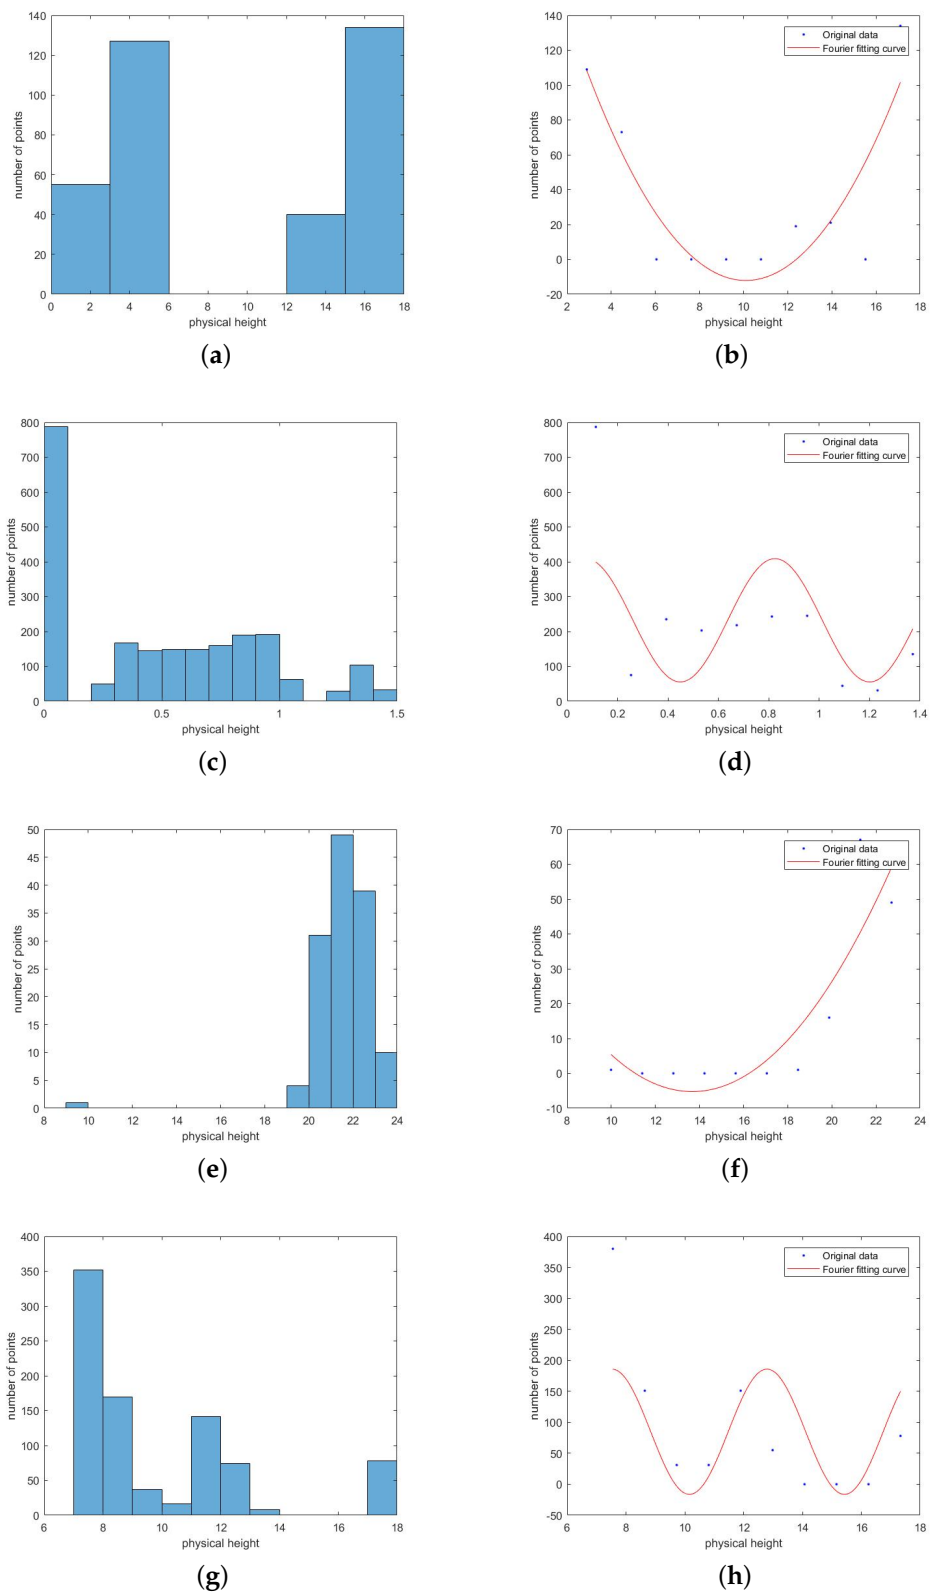 140
120
100
80
60
40
20
0
number of points
0 2 4 6 8 10 12 14 16 18
physical height
(a)
140
120
100
80
60
40
20
0
-20
number of points
Original data
Fourier fitting curve
2 4 6 8 10 12 14 16 18
physical height
(b)
800
700
600
500
400
300
200
100
0
number of points
0 0.5 1 1.5
physical height
(c)
800
700
600
500
400
300
200
100
0
number of points
Original data
Fourier fitting curve
0 0.2 0.4 0.6 0.8 1 1.2 1.4
physical height
(d)
50
45
40
35
30
25
20
15
10
5
0
number of points
8 10 12 14 16 18 20 22 24
physical height
(e)
70
60
50
40
30
20
10
0
-10
number of points
Original data
Fourier fitting curve
8 10 12 14 16 18 20 22 24
physical height
(f)
400
350
300
250
200
150
100
50
0
number of points
6 8 10 12 14 16 18
physical height
(g)
400
350
300
250
200
150
100
50
0
-50
number of points
Original data
Fourier fitting curve
6 8 10 12 14 16 18
physical height
(h)